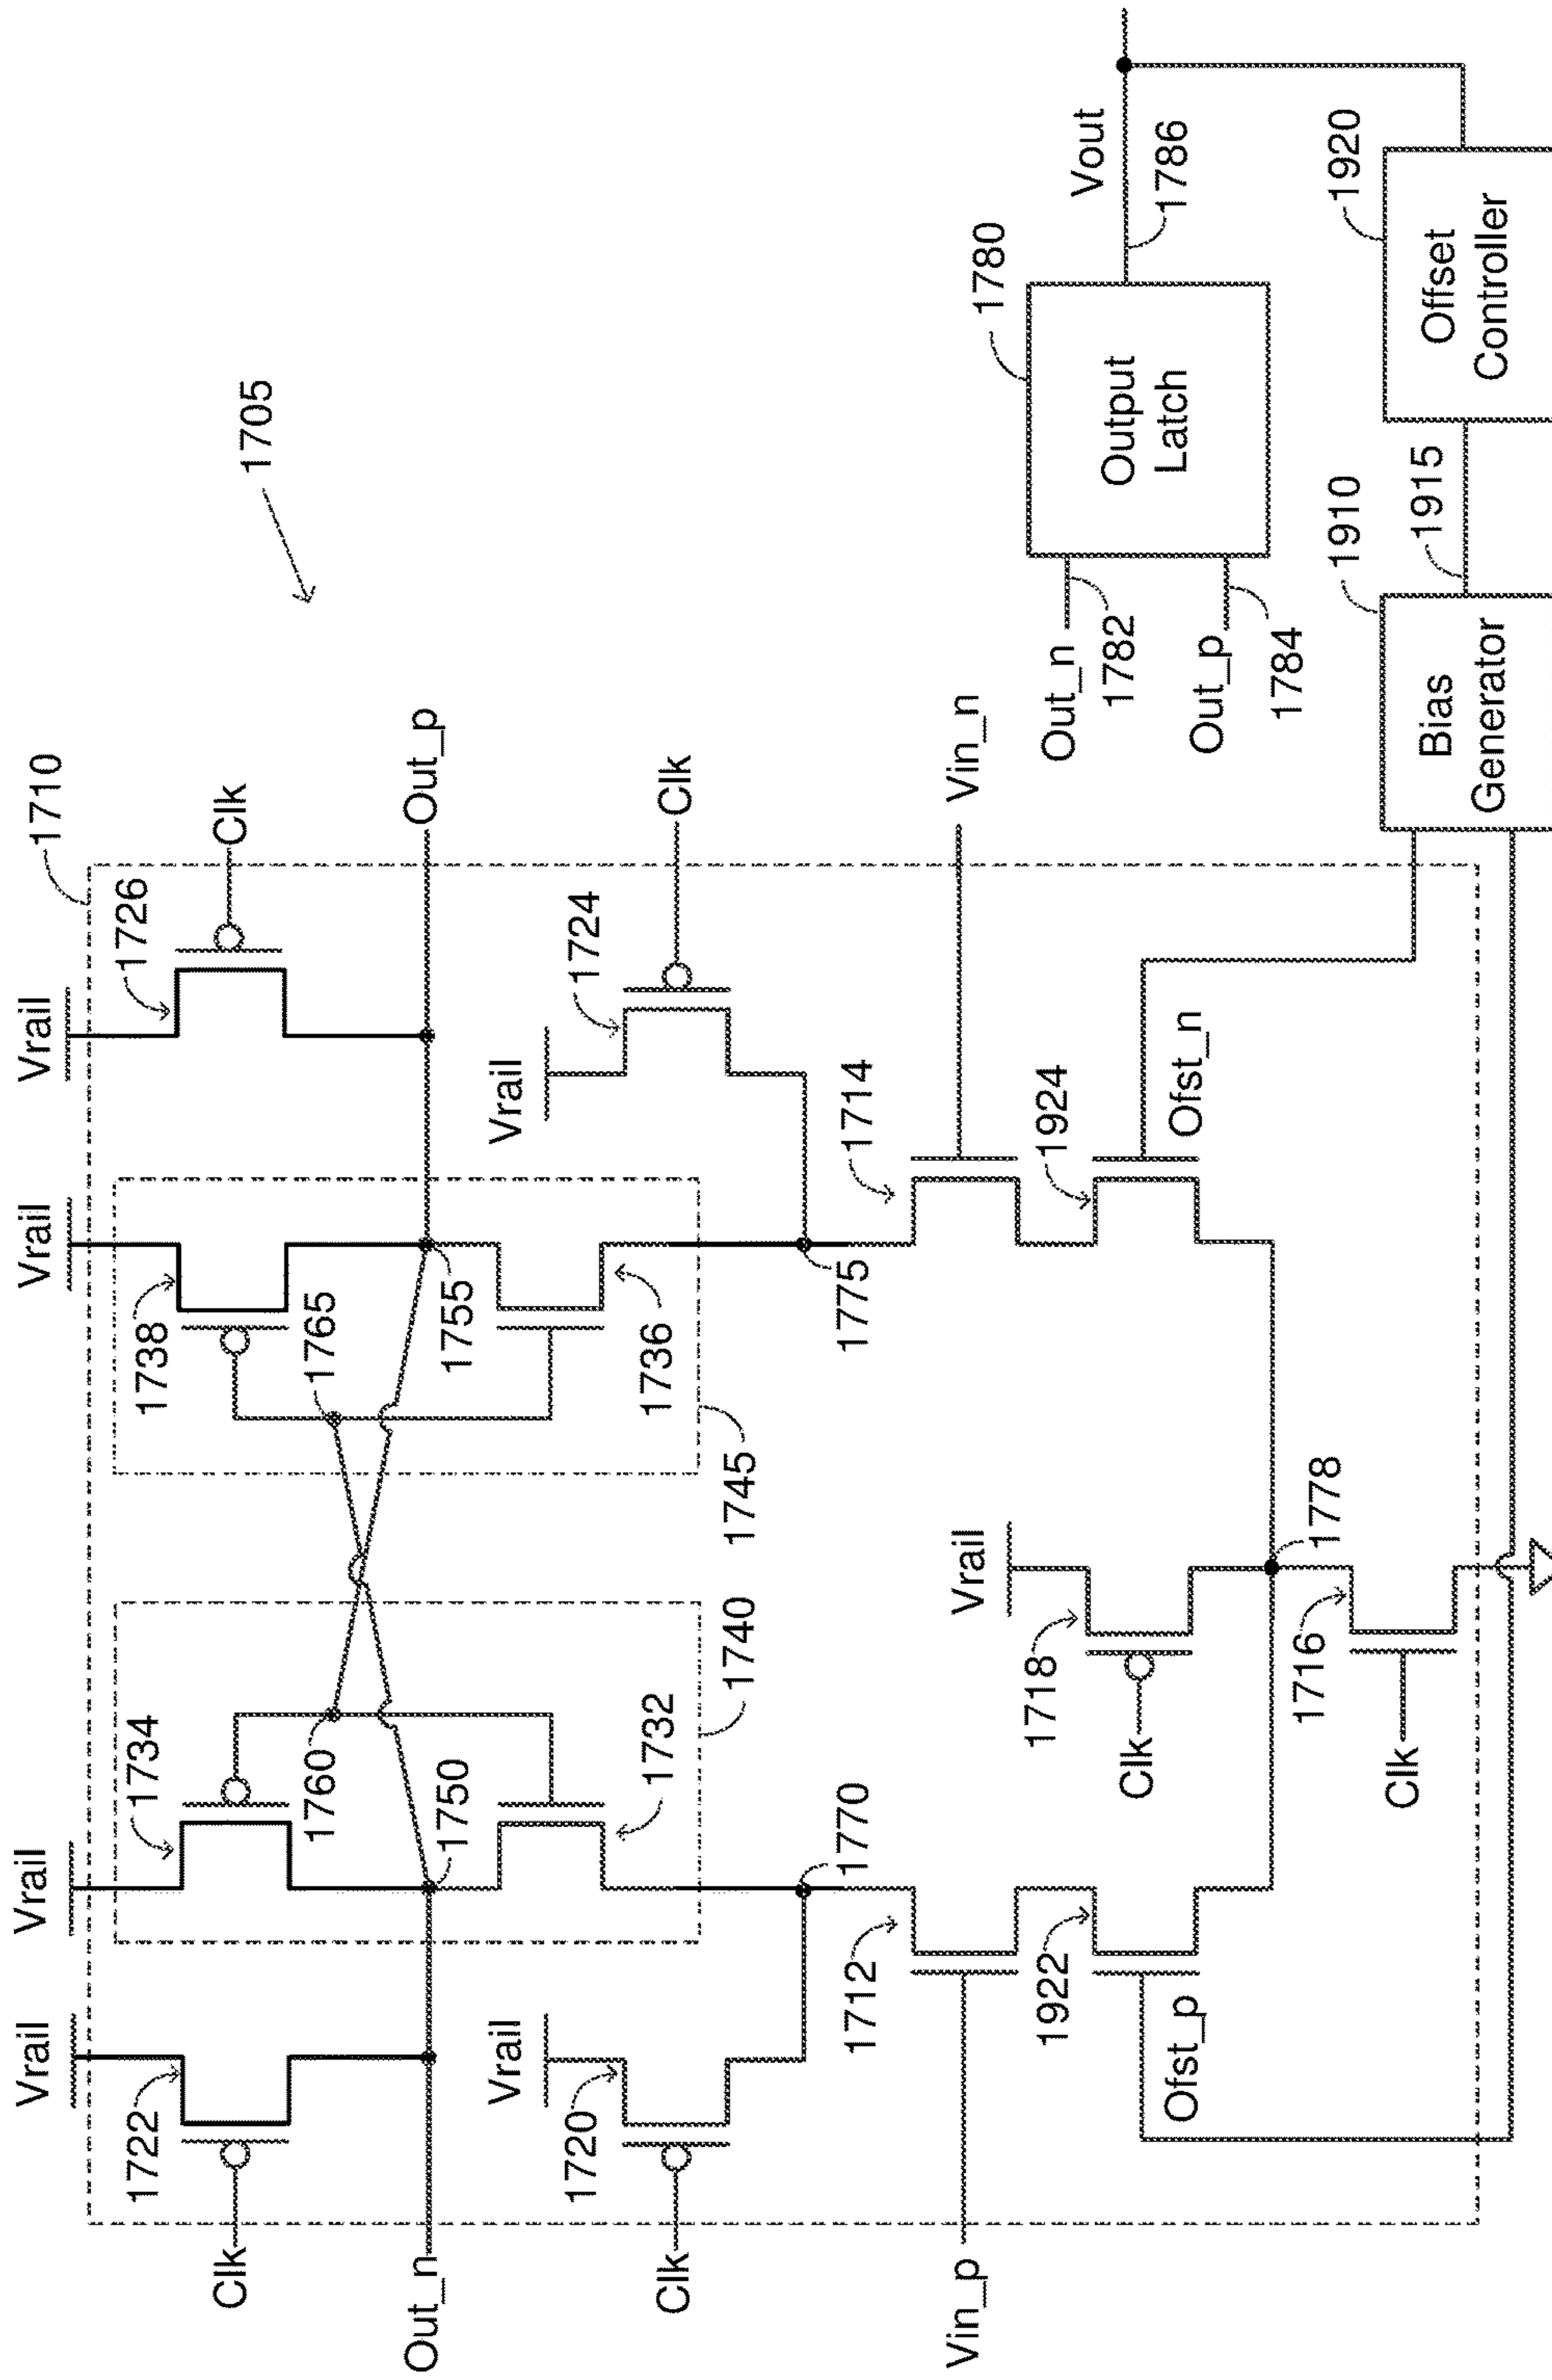 1705
1710
Vrail
Vrail
Vrail
Vrail
1722
1734
1738
1726
Clk
Clk
1760
1765
Out_n
1750
1755
Out_p
1732
1736
Vrail
Vrail
1740
1745
1720
1724
Clk
Clk
1770
1775
1712
1714
Vin_p
Vin_n
Vrail
1922
1718
1924
Ofst_p
Clk
Ofst_n
1778
1716
Clk
1780
Output
Latch
Out_n
1782
Out_p
1784
Vout
1786
1910
Bias
Generator
1915
1920
Offset
Controller